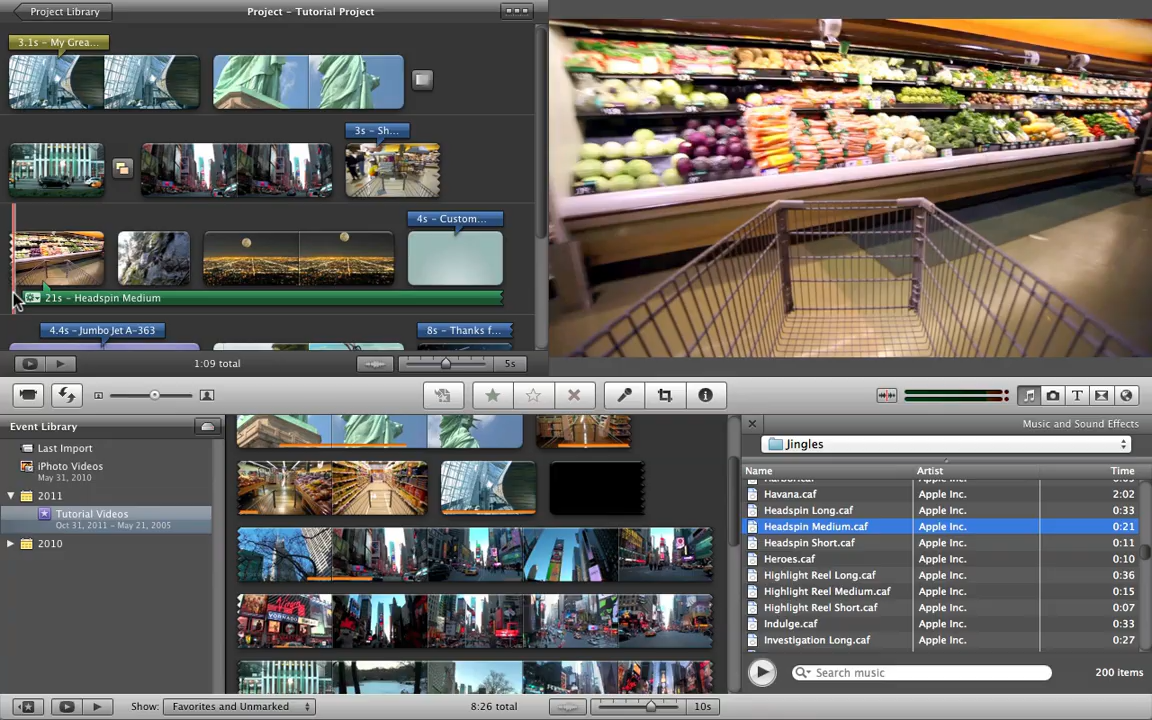 Project Library
Project – Tutorial Project
3.1s – My Grea...
3s – Sh...
4s – Custom...
21s – Headspin Medium
4.4s – Jumbo Jet A-363
8s – Thanks f...
1:09 total
5s
Event Library
Last Import
iPhoto Videos
May 31, 2010
2011
Tutorial Videos
Oct 31, 2011 – May 21, 2005
2010
Music and Sound Effects
Jingles
Name Artist Time
Havana.caf Apple Inc. 2:02
Headspin Long.caf Apple Inc. 0:33
Headspin Medium.caf Apple Inc. 0:21
Headspin Short.caf Apple Inc. 0:11
Heroes.caf Apple Inc. 0:10
Highlight Reel Long.caf Apple Inc. 0:36
Highlight Reel Medium.caf Apple Inc. 0:15
Highlight Reel Short.caf Apple Inc. 0:07
Indulge.caf Apple Inc. 0:33
Investigation Long.caf Apple Inc. 0:27
Search music
200 items
Show: Favorites and Unmarked
8:26 total
10s